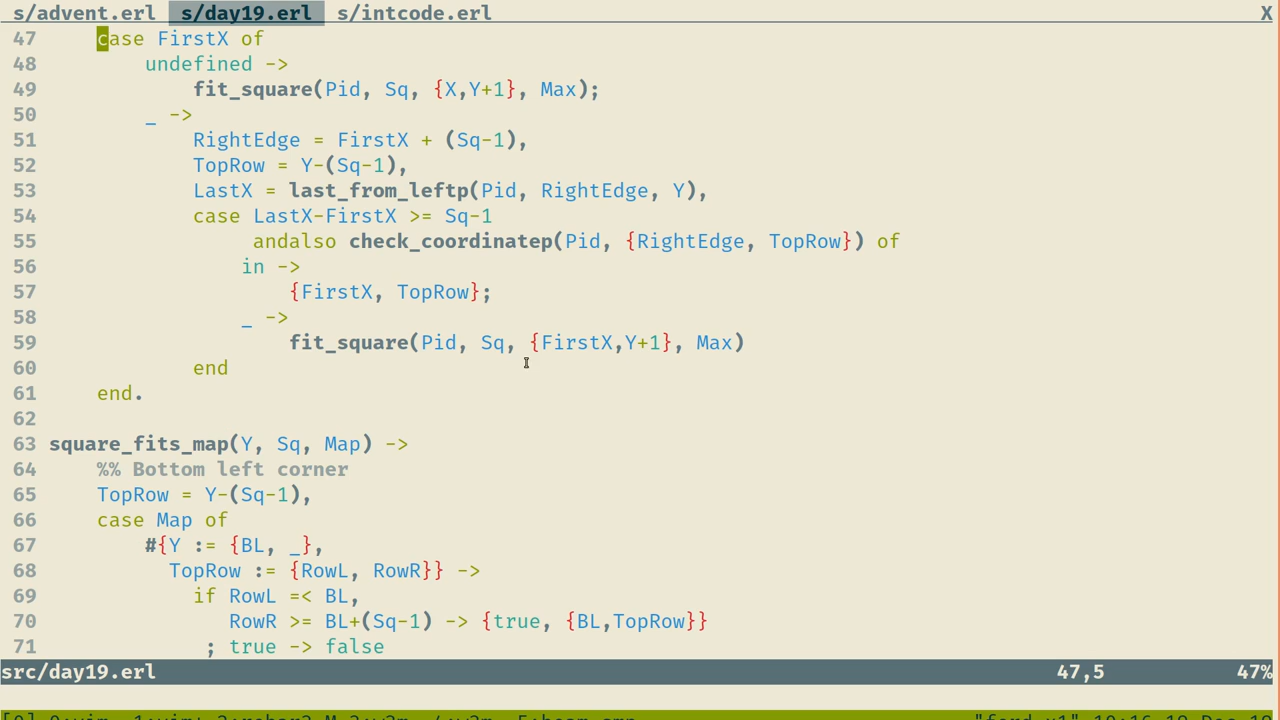 s/advent.erl s/day19.erl s/intcode.erl X
47 case FirstX of
48 undefined ->
49 fit_square(Pid, Sq, {X,Y+1}, Max);
50 _ ->
51 RightEdge = FirstX + (Sq-1),
52 TopRow = Y-(Sq-1),
53 LastX = last_from_leftp(Pid, RightEdge, Y),
54 case LastX-FirstX >= Sq-1
55 andalso check_coordinatep(Pid, {RightEdge, TopRow}) of
56 in ->
57 {FirstX, TopRow};
58 _ ->
59 fit_square(Pid, Sq, {FirstX,Y+1}, Max)
60 end
61 end.
62
63 square_fits_map(Y, Sq, Map) ->
64 %% Bottom left corner
65 TopRow = Y-(Sq-1),
66 case Map of
67 #{Y := {BL, _},
68 TopRow := {RowL, RowR}} ->
69 if RowL =< BL,
70 RowR >= BL+(Sq-1) -> {true, {BL,TopRow}}
71 ; true -> false
src/day19.erl 47,5 47%